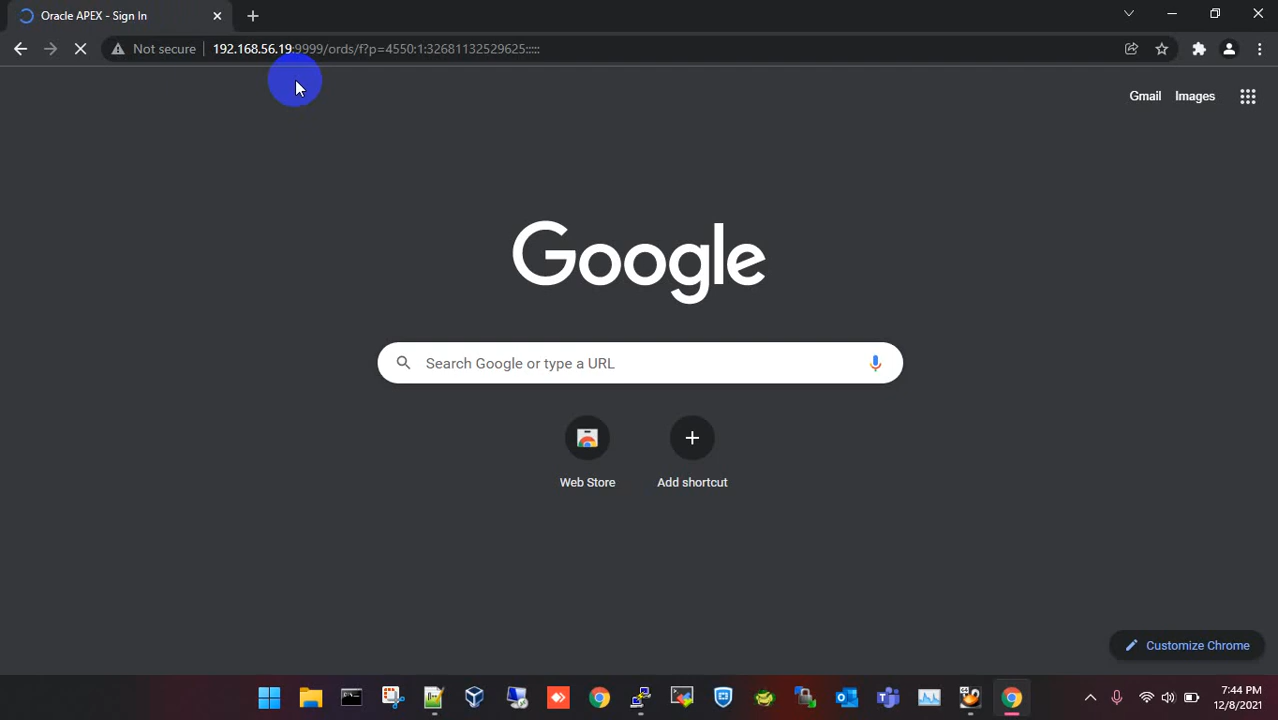 Oracle APEX - Sign In
Not secure
192.168.56.19:9999/ords/f?p=4550:1:32681132529625:::::
Gmail Images
Google
Search Google or type a URL
Web Store
Add shortcut
Customize Chrome
7:44 PM
12/8/2021